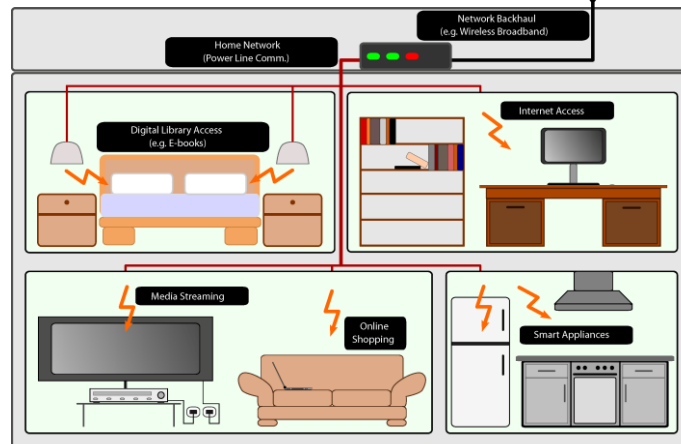 Network Backhaul
(e.g. Wireless Broadband)
Home Network
(Power Line Comm.)
Digital Library Access
(e.g. E-books)
Internet Access
Media Streaming
Online
Shopping
Smart Appliances